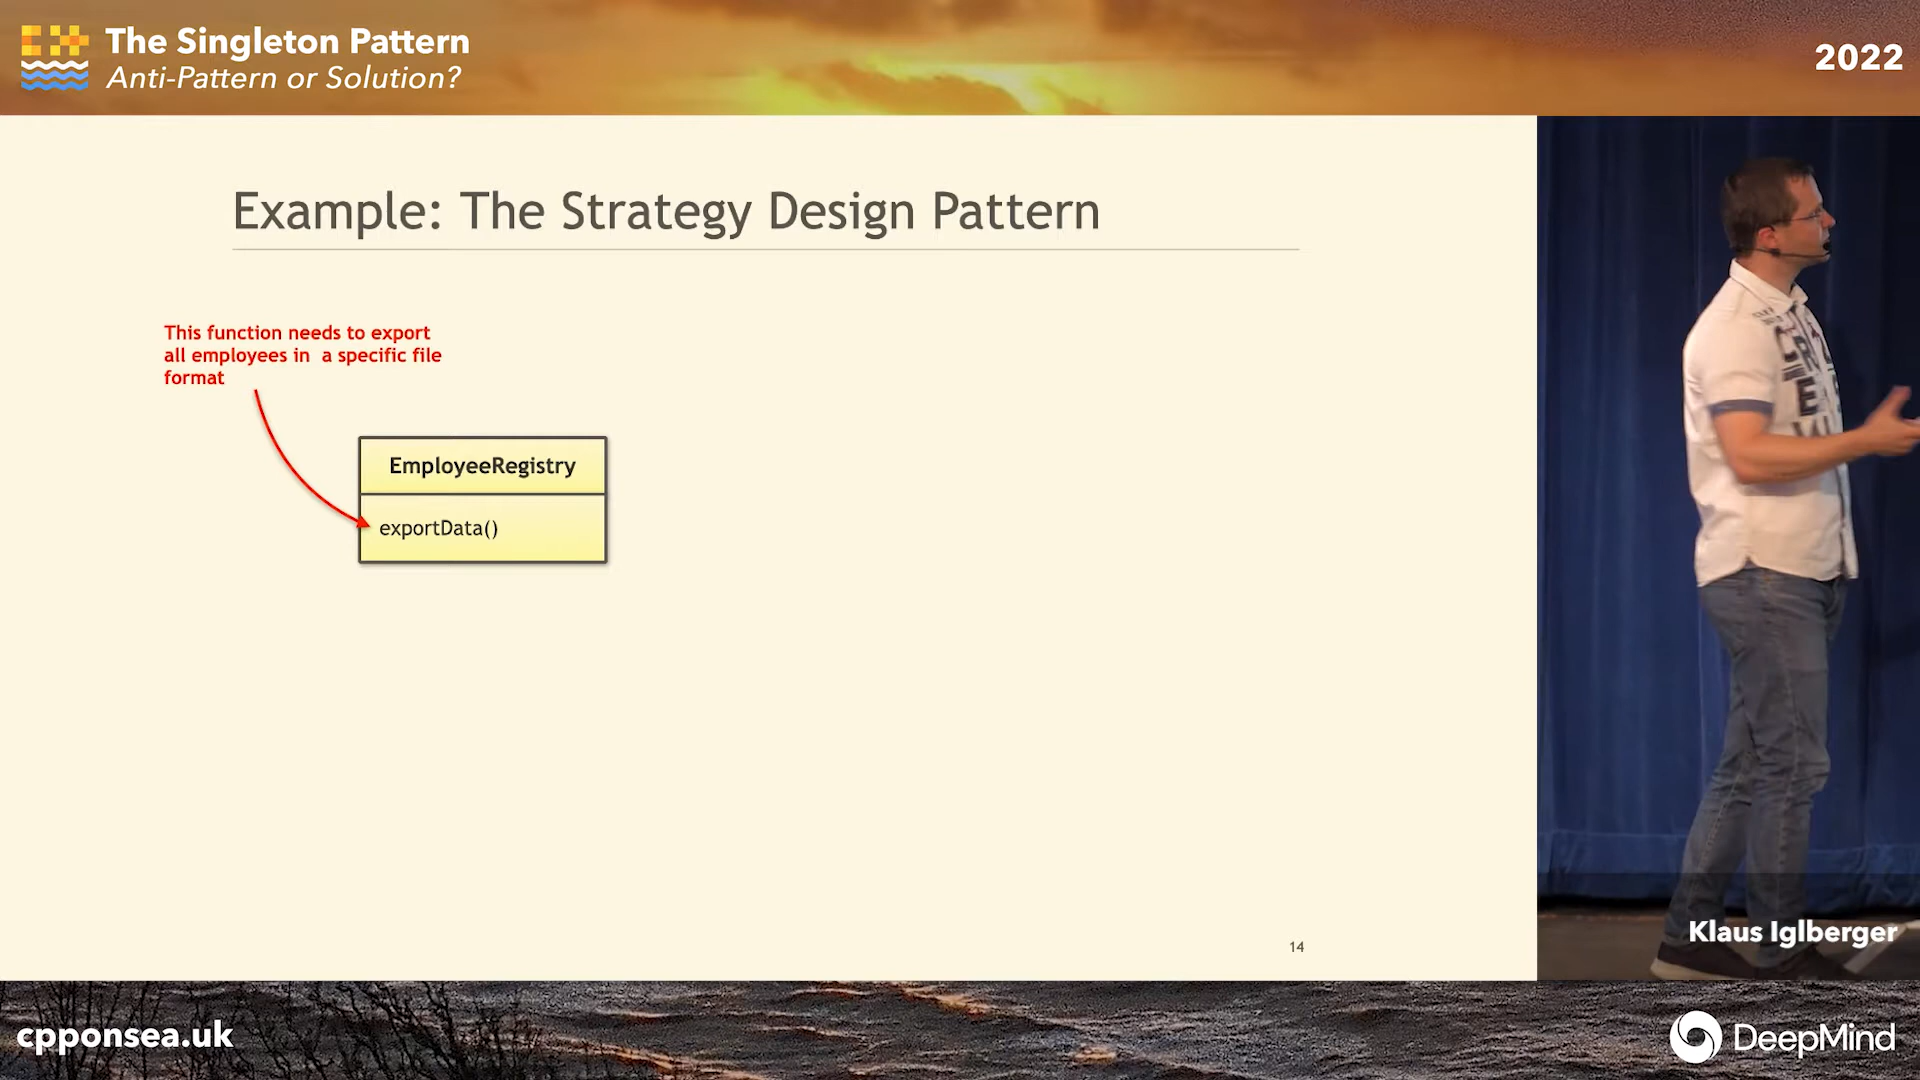 The Singleton Pattern
Anti-Pattern or Solution?
2022
Example: The Strategy Design Pattern
This function needs to export
all employees in a specific file
format
EmployeeRegistry
exportData()
14
Klaus Iglberger
cpponsea.uk
DeepMind